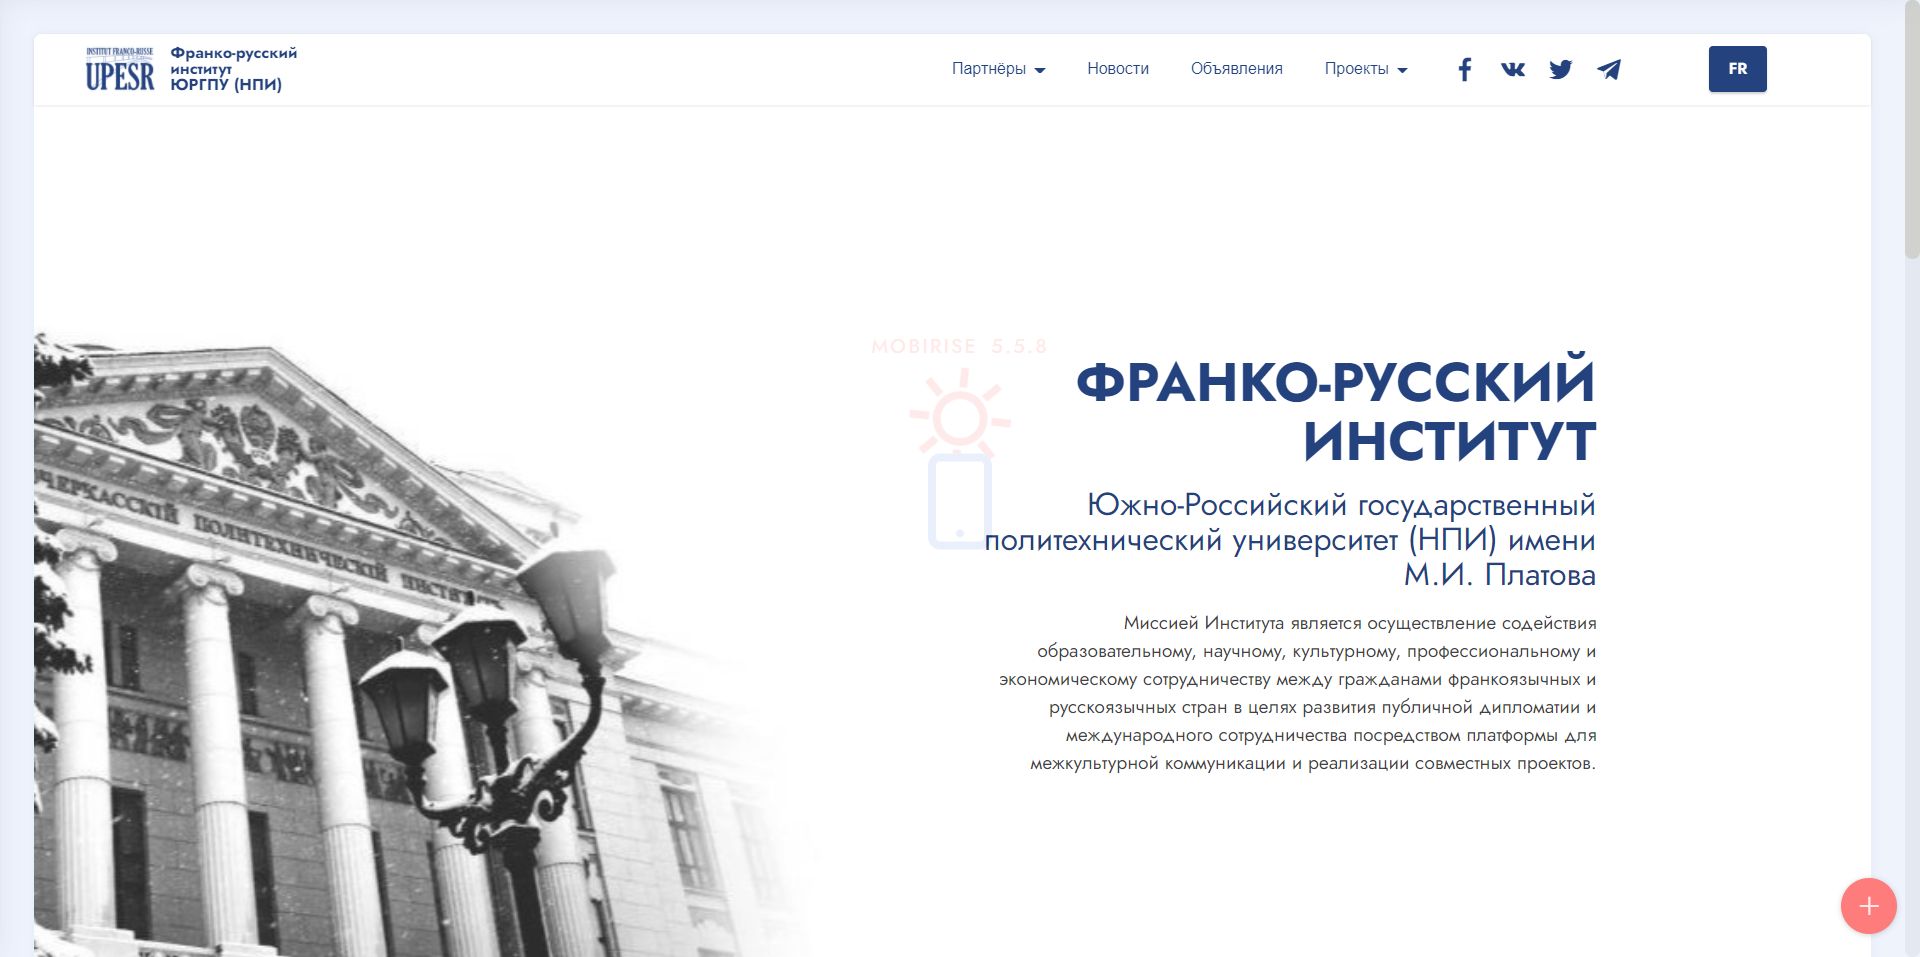 INSTITUT FRANCO-RUSSE
UPESR
Франко-русский
институт
ЮРГПУ (НПИ)
Партнёры
Новости
Объявления
Проекты
FR
MOBIRISE 5.5.8
ФРАНКО-РУССКИЙ
ИНСТИТУТ
Южно-Российский государственный
политехнический университет (НПИ) имени
М.И. Платова
Миссией Института является осуществление содействия
образовательному, научному, культурному, профессиональному и
экономическому сотрудничеству между гражданами франкоязычных и
русскоязычных стран в целях развития публичной дипломатии и
международного сотрудничества посредством платформы для
межкультурной коммуникации и реализации совместных проектов.
ЧЕРКАССКІЙ ПОЛИТЕХНИЧЕСКІЙ ИНСТИТУТЪ